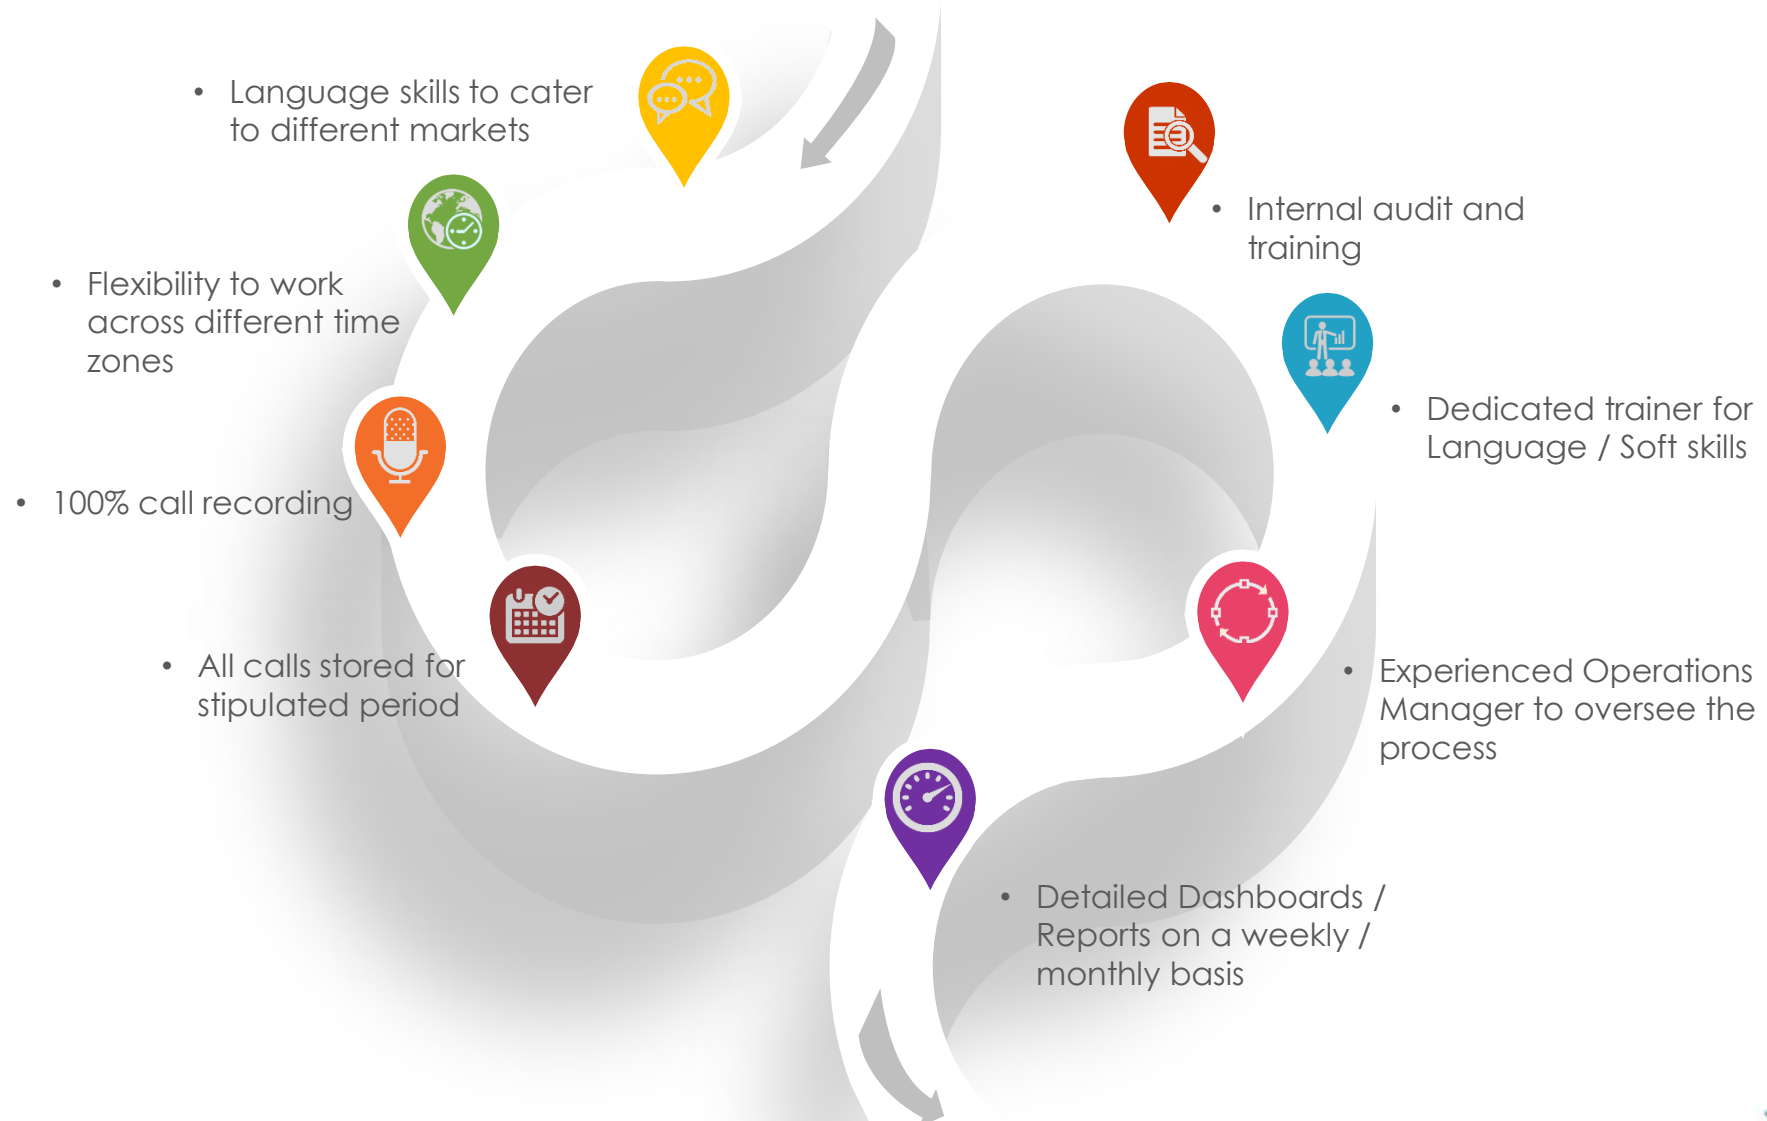 • Language skills to cater
to different markets
• Flexibility to work
across different time
zones
• 100% call recording
• All calls stored for
stipulated period
• Internal audit and
training
• Dedicated trainer for
Language / Soft skills
• Experienced Operations
Manager to oversee the
process
• Detailed Dashboards /
Reports on a weekly /
monthly basis